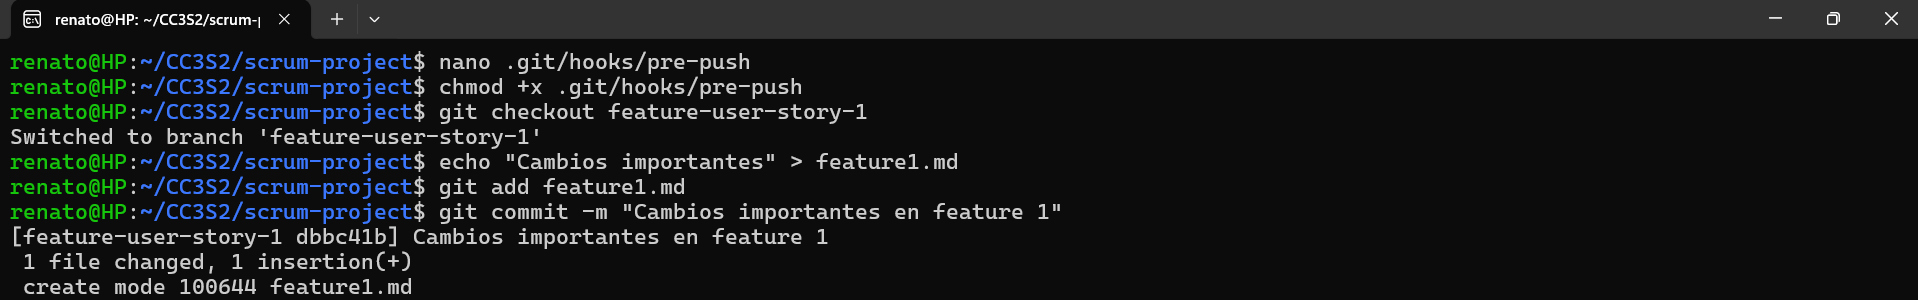 renato@HP: ~/CC3S2/scrum-p
renato@HP:~/CC3S2/scrum-project$ nano .git/hooks/pre-push
renato@HP:~/CC3S2/scrum-project$ chmod +x .git/hooks/pre-push
renato@HP:~/CC3S2/scrum-project$ git checkout feature-user-story-1
Switched to branch 'feature-user-story-1'
renato@HP:~/CC3S2/scrum-project$ echo "Cambios importantes" > feature1.md
renato@HP:~/CC3S2/scrum-project$ git add feature1.md
renato@HP:~/CC3S2/scrum-project$ git commit -m "Cambios importantes en feature 1"
[feature-user-story-1 dbbc41b] Cambios importantes en feature 1
 1 file changed, 1 insertion(+)
 create mode 100644 feature1.md